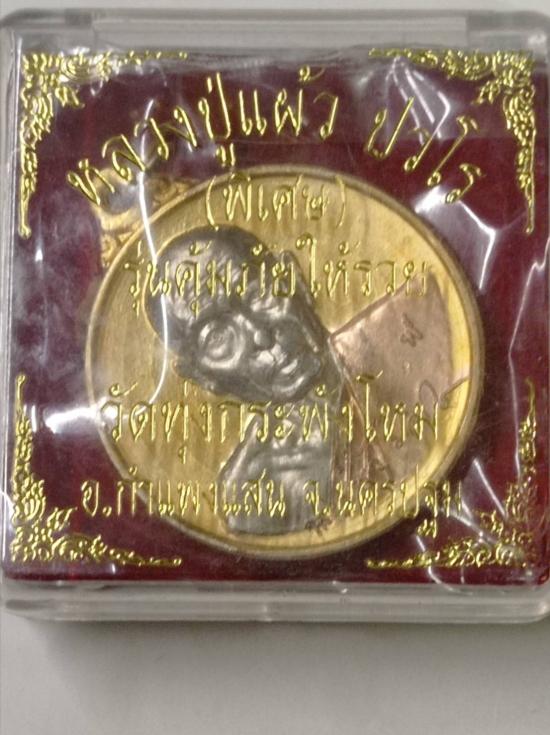 หลวงปู่แผ้ว ปวโร
(พิเศษ)
รุ่นคุ้มภัยให้รวย
วัดทุ่งกระพังโหม
อ.กำแพงแสน จ.นครปฐม